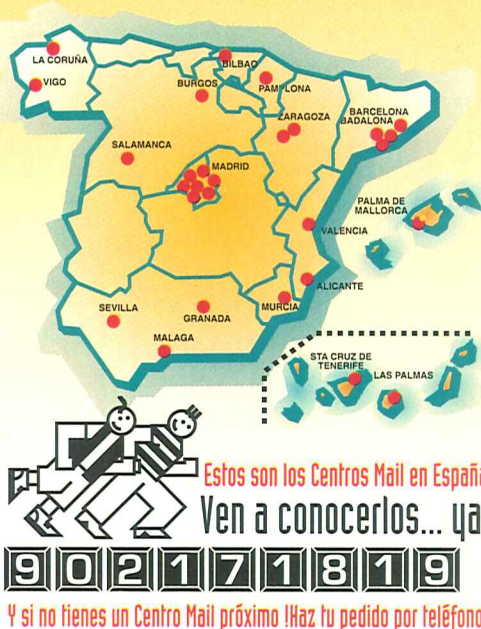 LA CORUÑA
BILBAO
VIGO
BURGOS
PAMPLONA
ZARAGOZA
BARCELONA
BADALONA
SALAMANCA
MADRID
PALMA DE
MALLORCA
VALENCIA
ALICANTE
SEVILLA
GRANADA
MURCIA
MALAGA
STA CRUZ DE
TENERIFE
LAS PALMAS
Estos son los Centros Mail en España
Ven a conocerlos... ya
902171819
Y si no tienes un Centro Mail próximo !Haz tu pedido por teléfono